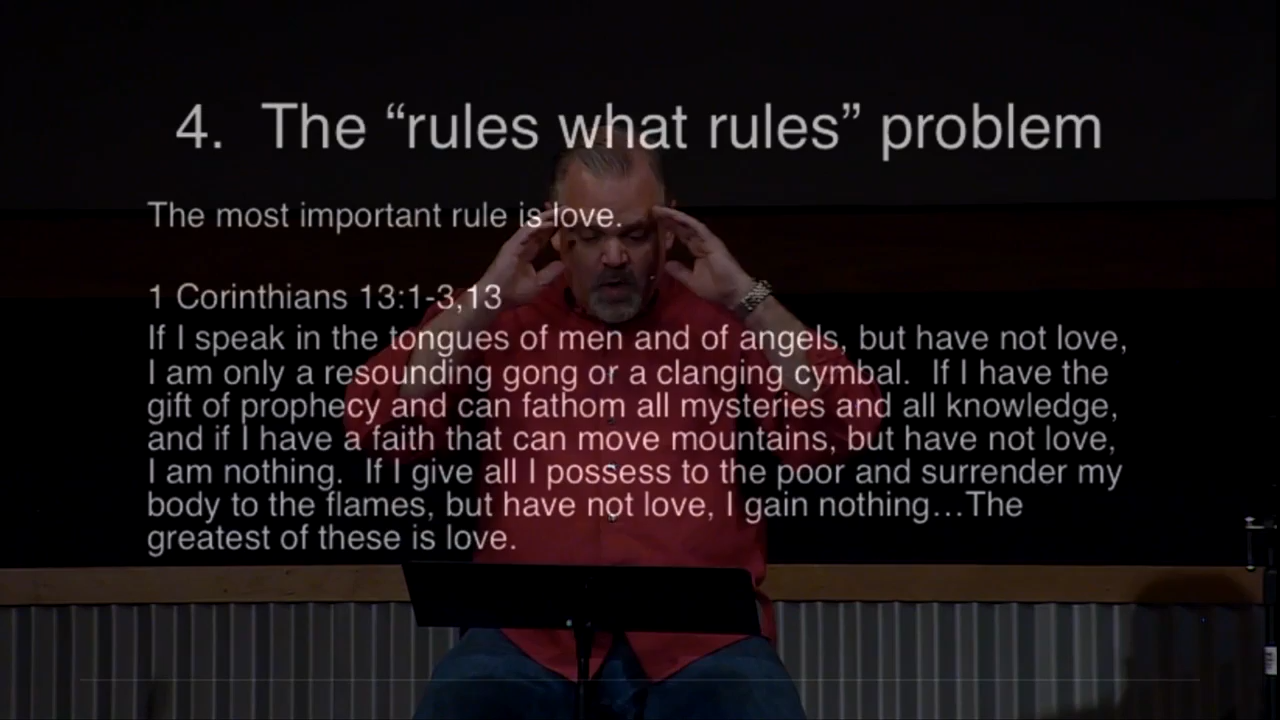 4. The “rules what rules” problem
The most important rule is love.
1 Corinthians 13:1-3,13
If I speak in the tongues of men and of angels, but have not love,
I am only a resounding gong or a clanging cymbal. If I have the
gift of prophecy and can fathom all mysteries and all knowledge,
and if I have a faith that can move mountains, but have not love,
I am nothing. If I give all I possess to the poor and surrender my
body to the flames, but have not love, I gain nothing…The
greatest of these is love.